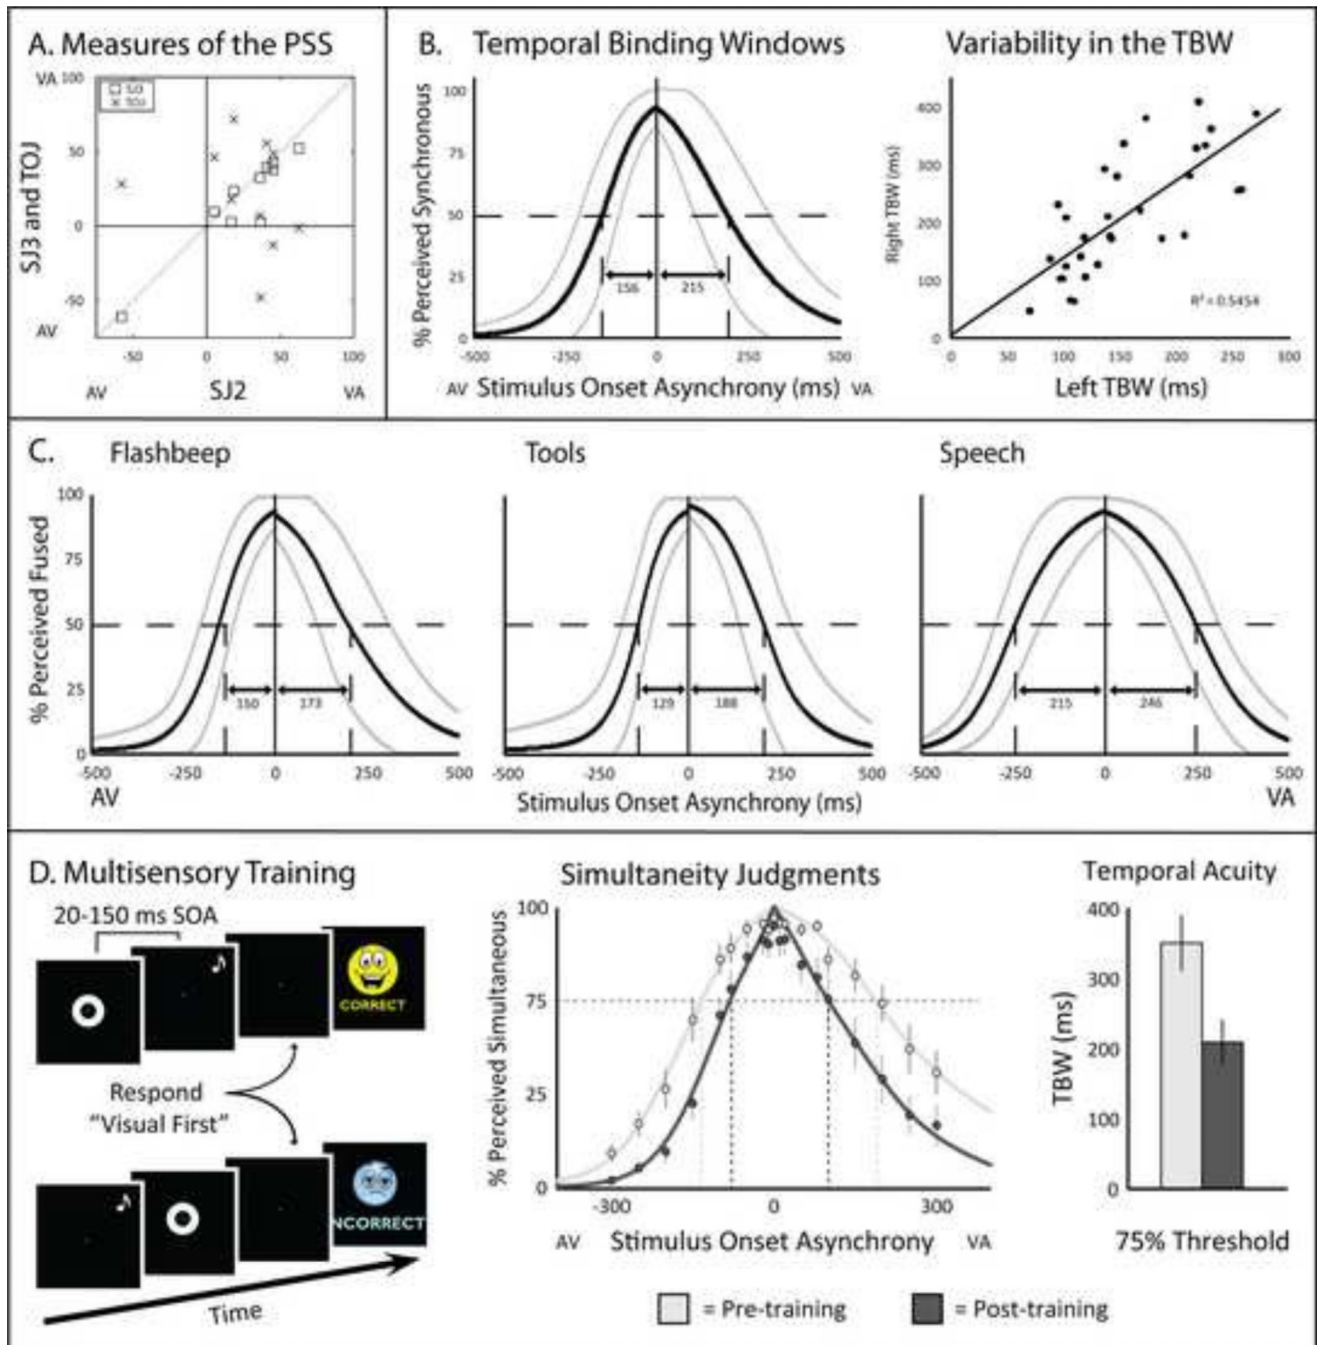 A. Measures of the PSS
VA 100
SJ3
TOJ
50
0
-50
AV
SJ3 and TOJ
-50 0 50 100
AV SJ2 VA
B. Temporal Binding Windows
100
75
50
25
0
% Perceived Synchronous
156 215
-500 -250 0 250 500
AV Stimulus Onset Asynchrony (ms) VA
Variability in the TBW
400
300
200
100
0
Right TBW (ms)
R² = 0.5454
0 50 100 150 200 250 300
Left TBW (ms)
C. Flashbeep Tools Speech
100
75
50
25
0
% Perceived Fused
150 173
129 188
215 246
-500 -250 0 250 500
-500 -250 0 250 500
-500 -250 0 250 500
AV Stimulus Onset Asynchrony (ms) VA
D. Multisensory Training
20-150 ms SOA
CORRECT
Respond
"Visual First"
NCORRECT
Time
Simultaneity Judgments
100
75
25
0
% Perceived Simultaneous
-300 0 300
AV Stimulus Onset Asynchrony VA
Temporal Acuity
400
300
200
100
0
TBW (ms)
75% Threshold
= Pre-training = Post-training